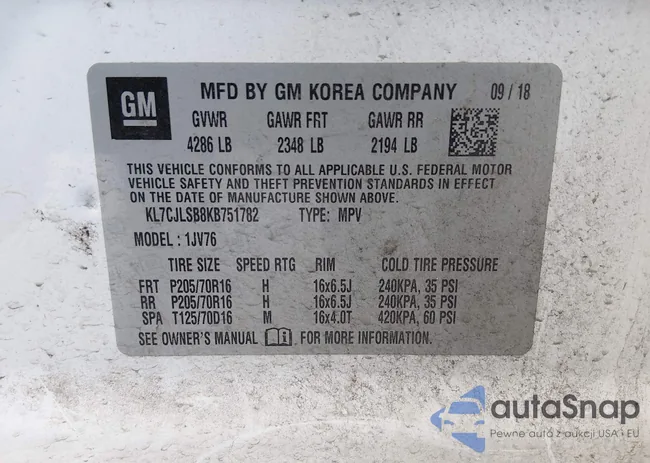 GM
MFD BY GM KOREA COMPANY 09 / 18
GVWR GAWR FRT GAWR RR
4286 LB 2348 LB 2194 LB
THIS VEHICLE CONFORMS TO ALL APPLICABLE U.S. FEDERAL MOTOR
VEHICLE SAFETY AND THEFT PREVENTION STANDARDS IN EFFECT
ON THE DATE OF MANUFACTURE SHOWN ABOVE.
KL7CJLSB8KB751782 TYPE: MPV
MODEL : 1JV76
TIRE SIZE SPEED RTG RIM COLD TIRE PRESSURE
FRT P205/70R16 H 16x6.5J 240KPA, 35 PSI
RR P205/70R16 H 16x6.5J 240KPA, 35 PSI
SPA T125/70D16 M 16x4.0T 420KPA, 60 PSI
SEE OWNER'S MANUAL FOR MORE INFORMATION.
autaSnap
Pewne auta z aukcji USA i EU